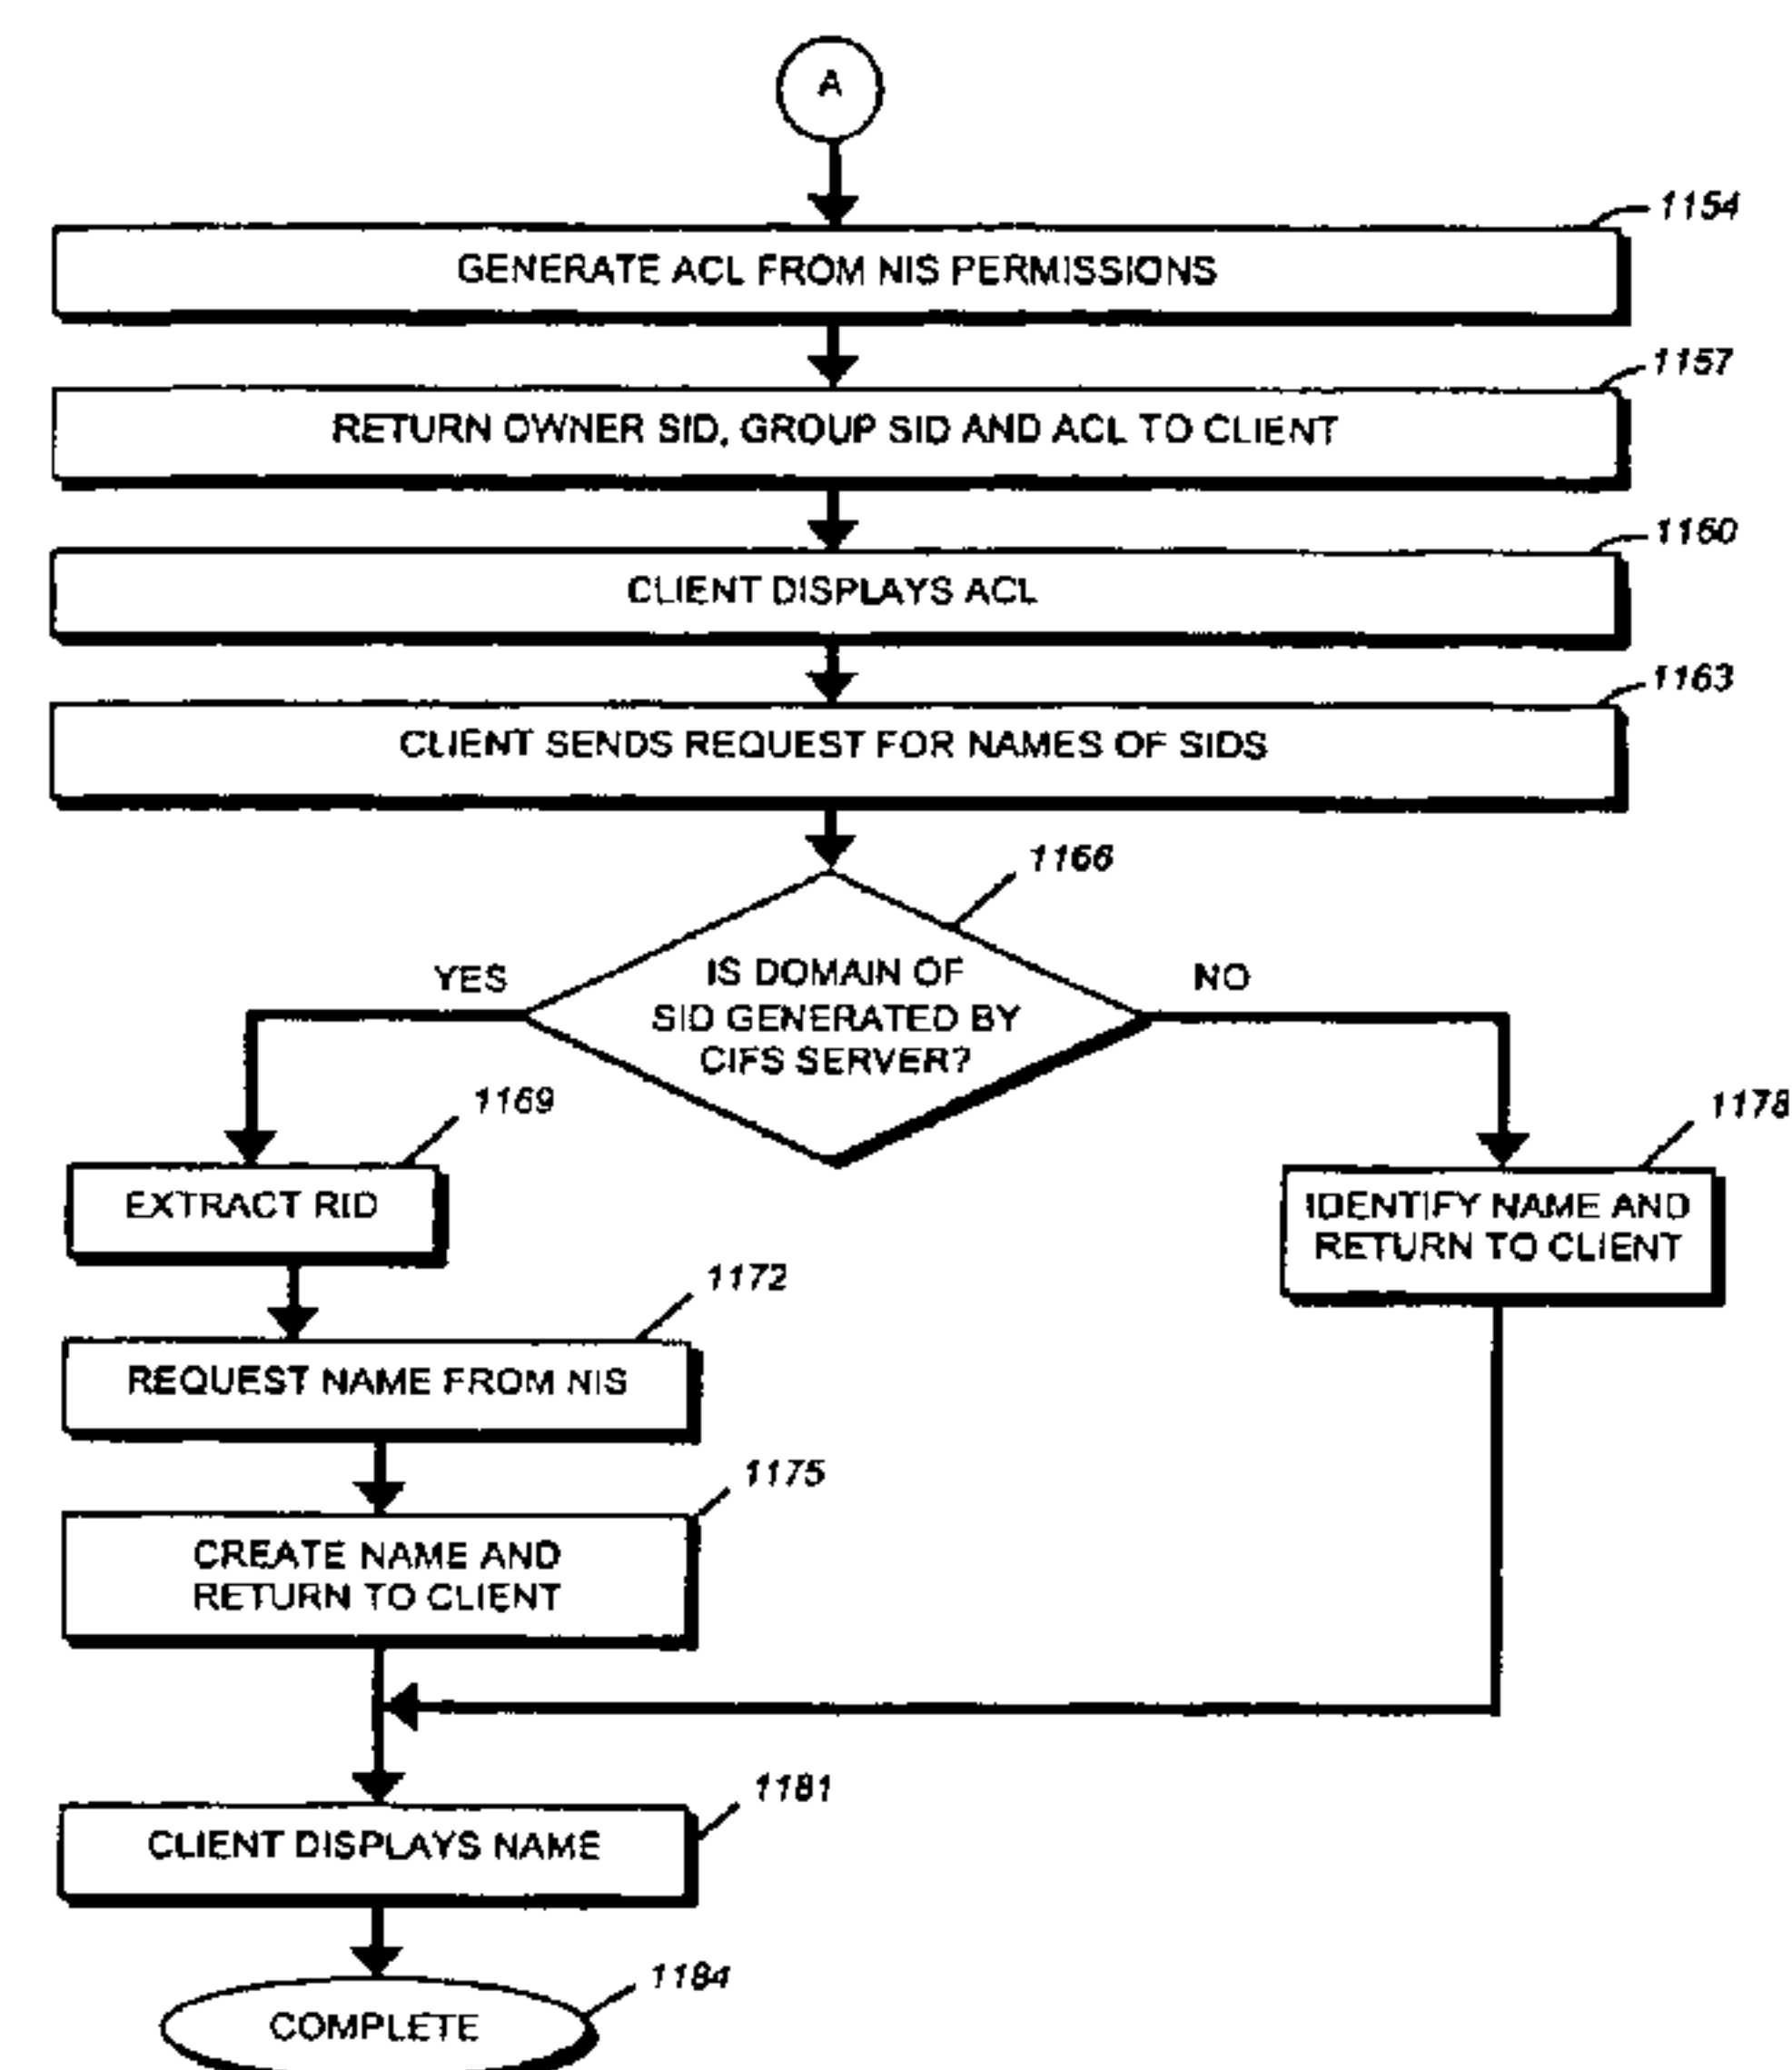 A
1154
GENERATE ACL FROM NIS PERMISSIONS
1157
RETURN OWNER SID, GROUP SID AND ACL TO CLIENT
1160
CLIENT DISPLAYS ACL
1163
CLIENT SENDS REQUEST FOR NAMES OF SIDS
1166
YES
IS DOMAIN OF
SID GENERATED BY
CIFS SERVER?
NO
1169
EXTRACT RID
1178
IDENTIFY NAME AND
RETURN TO CLIENT
1172
REQUEST NAME FROM NIS
1175
CREATE NAME AND
RETURN TO CLIENT
1181
CLIENT DISPLAYS NAME
1184
COMPLETE